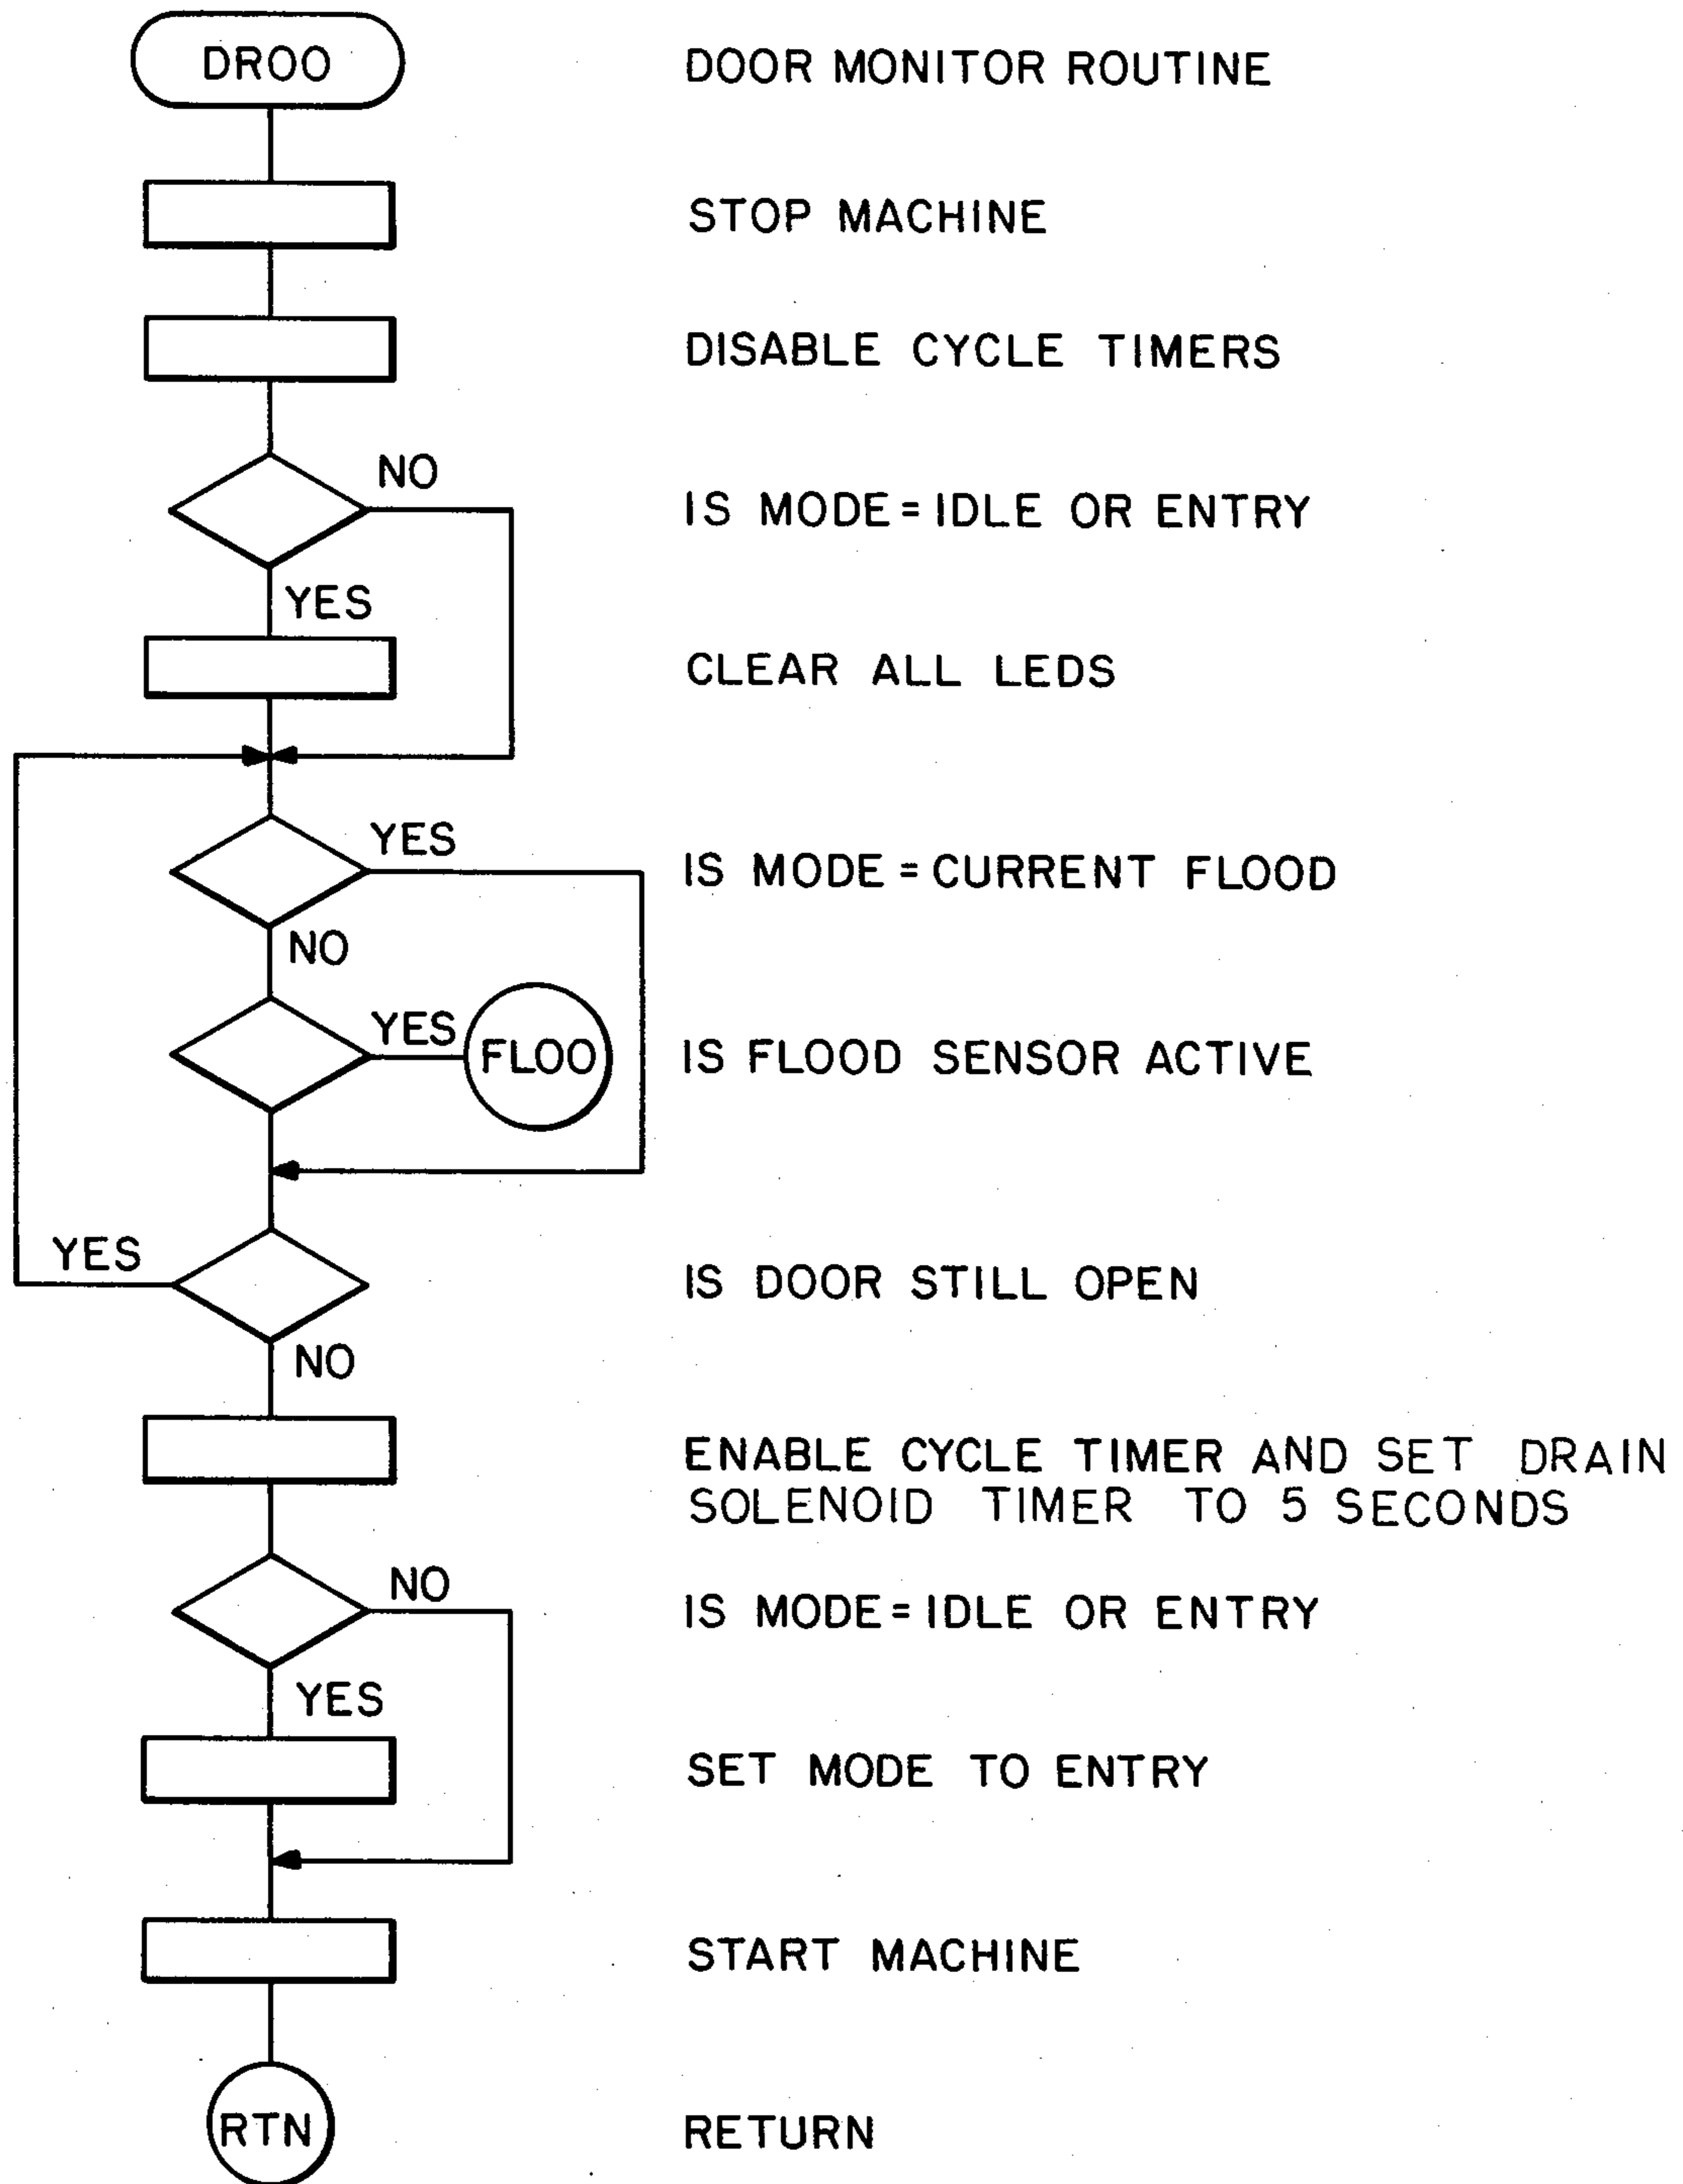 DROO DOOR MONITOR ROUTINE
STOP MACHINE
DISABLE CYCLE TIMERS
NO
IS MODE = IDLE OR ENTRY
YES
CLEAR ALL LEDS
YES
IS MODE = CURRENT FLOOD
NO
YES FLOO IS FLOOD SENSOR ACTIVE
YES IS DOOR STILL OPEN
NO
ENABLE CYCLE TIMER AND SET DRAIN
SOLENOID TIMER TO 5 SECONDS
NO
IS MODE = IDLE OR ENTRY
YES
SET MODE TO ENTRY
START MACHINE
RTN RETURN